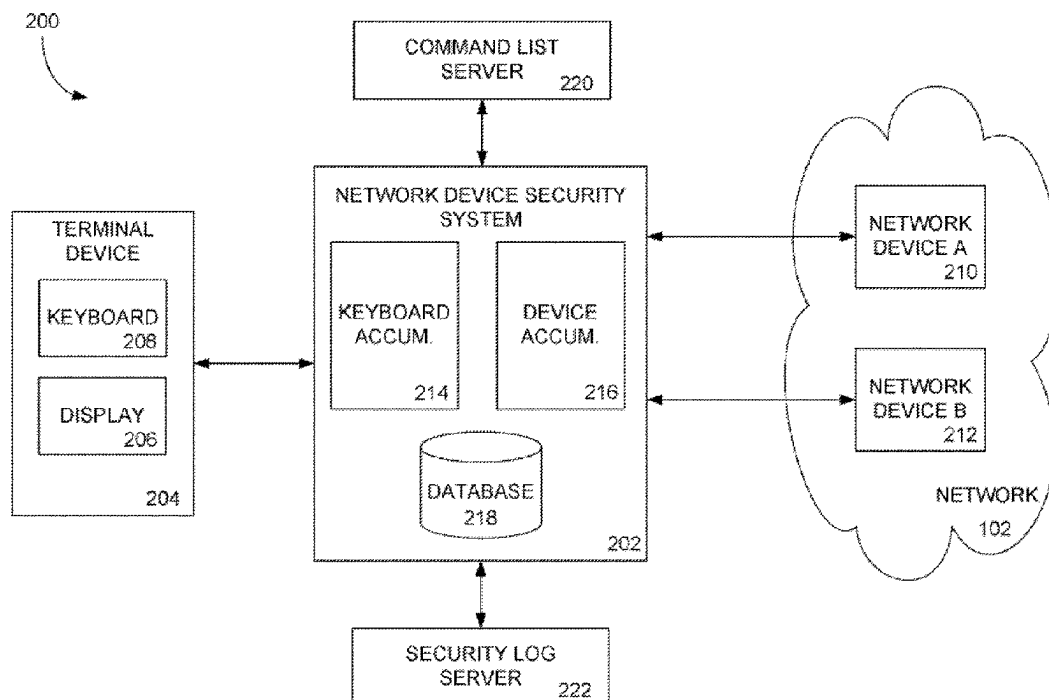 200
COMMAND LIST
SERVER
220
NETWORK DEVICE SECURITY
SYSTEM
TERMINAL
DEVICE
KEYBOARD
208
DISPLAY
206
204
KEYBOARD
ACCUM.
214
DEVICE
ACCUM.
216
DATABASE
218
202
NETWORK
DEVICE A
210
NETWORK
DEVICE B
212
NETWORK
102
SECURITY LOG
SERVER
222